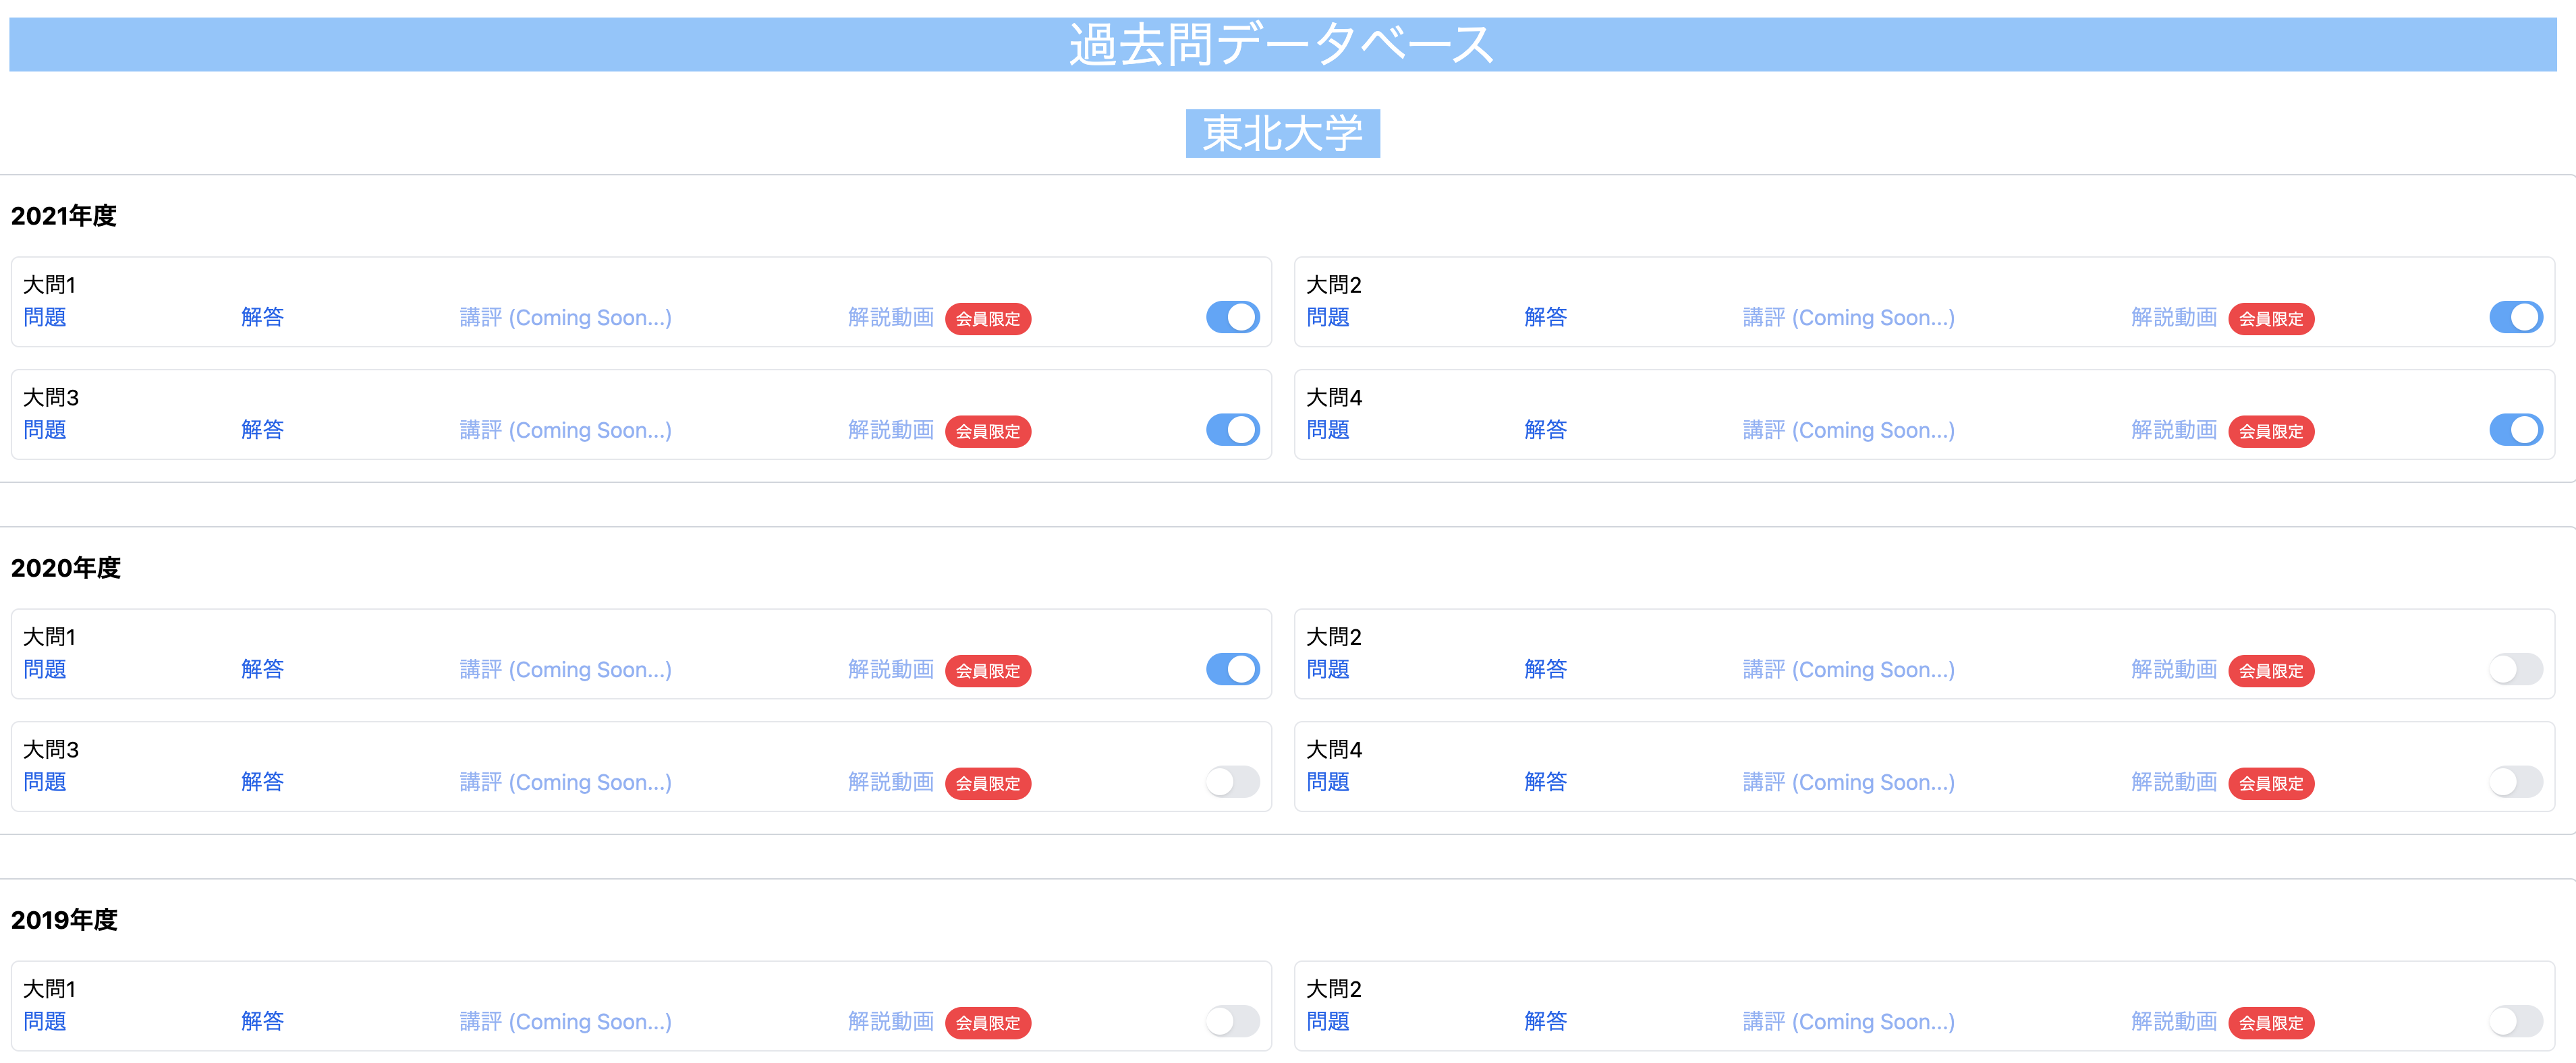 過去問データベース
東北大学
2021年度
大問1
問題 解答 講評 (Coming Soon...) 解説動画 会員限定
大問2
問題 解答 講評 (Coming Soon...) 解説動画 会員限定
大問3
問題 解答 講評 (Coming Soon...) 解説動画 会員限定
大問4
問題 解答 講評 (Coming Soon...) 解説動画 会員限定
2020年度
大問1
問題 解答 講評 (Coming Soon...) 解説動画 会員限定
大問2
問題 解答 講評 (Coming Soon...) 解説動画 会員限定
大問3
問題 解答 講評 (Coming Soon...) 解説動画 会員限定
大問4
問題 解答 講評 (Coming Soon...) 解説動画 会員限定
2019年度
大問1
問題 解答 講評 (Coming Soon...) 解説動画 会員限定
大問2
問題 解答 講評 (Coming Soon...) 解説動画 会員限定